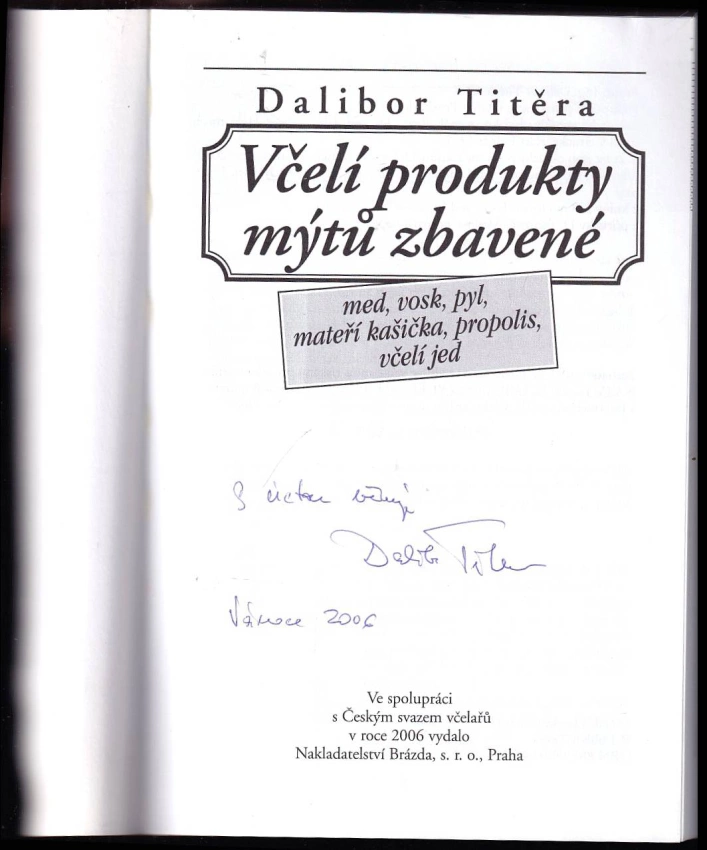 Dalibor Titěra
Včelí produkty
mýtů zbavené
med, vosk, pyl,
mateří kašička, propolis,
včelí jed
S úctou věnuje
Dalibor Titěra
Vánoce 2006
Ve spolupráci
s Českým svazem včelařů
v roce 2006 vydalo
Nakladatelství Brázda, s. r. o., Praha